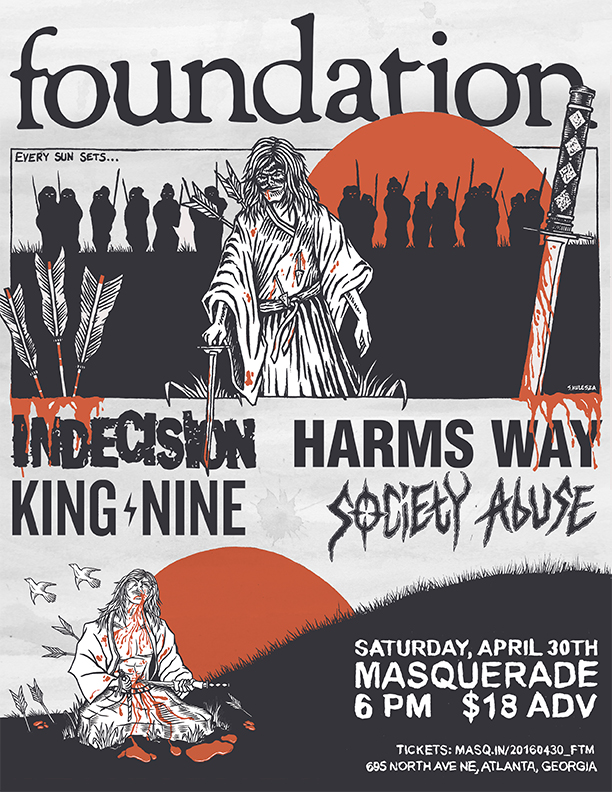 foundation
EVERY SUN SETS...
S.KULESZA
INDECISION
HARMS WAY
KING NINE
SOCIETY ABUSE
SATURDAY, APRIL 30TH
MASQUERADE
6 PM $18 ADV
TICKETS: MASQ.IN/20160430_FTM
695 NORTH AVE NE, ATLANTA, GEORGIA